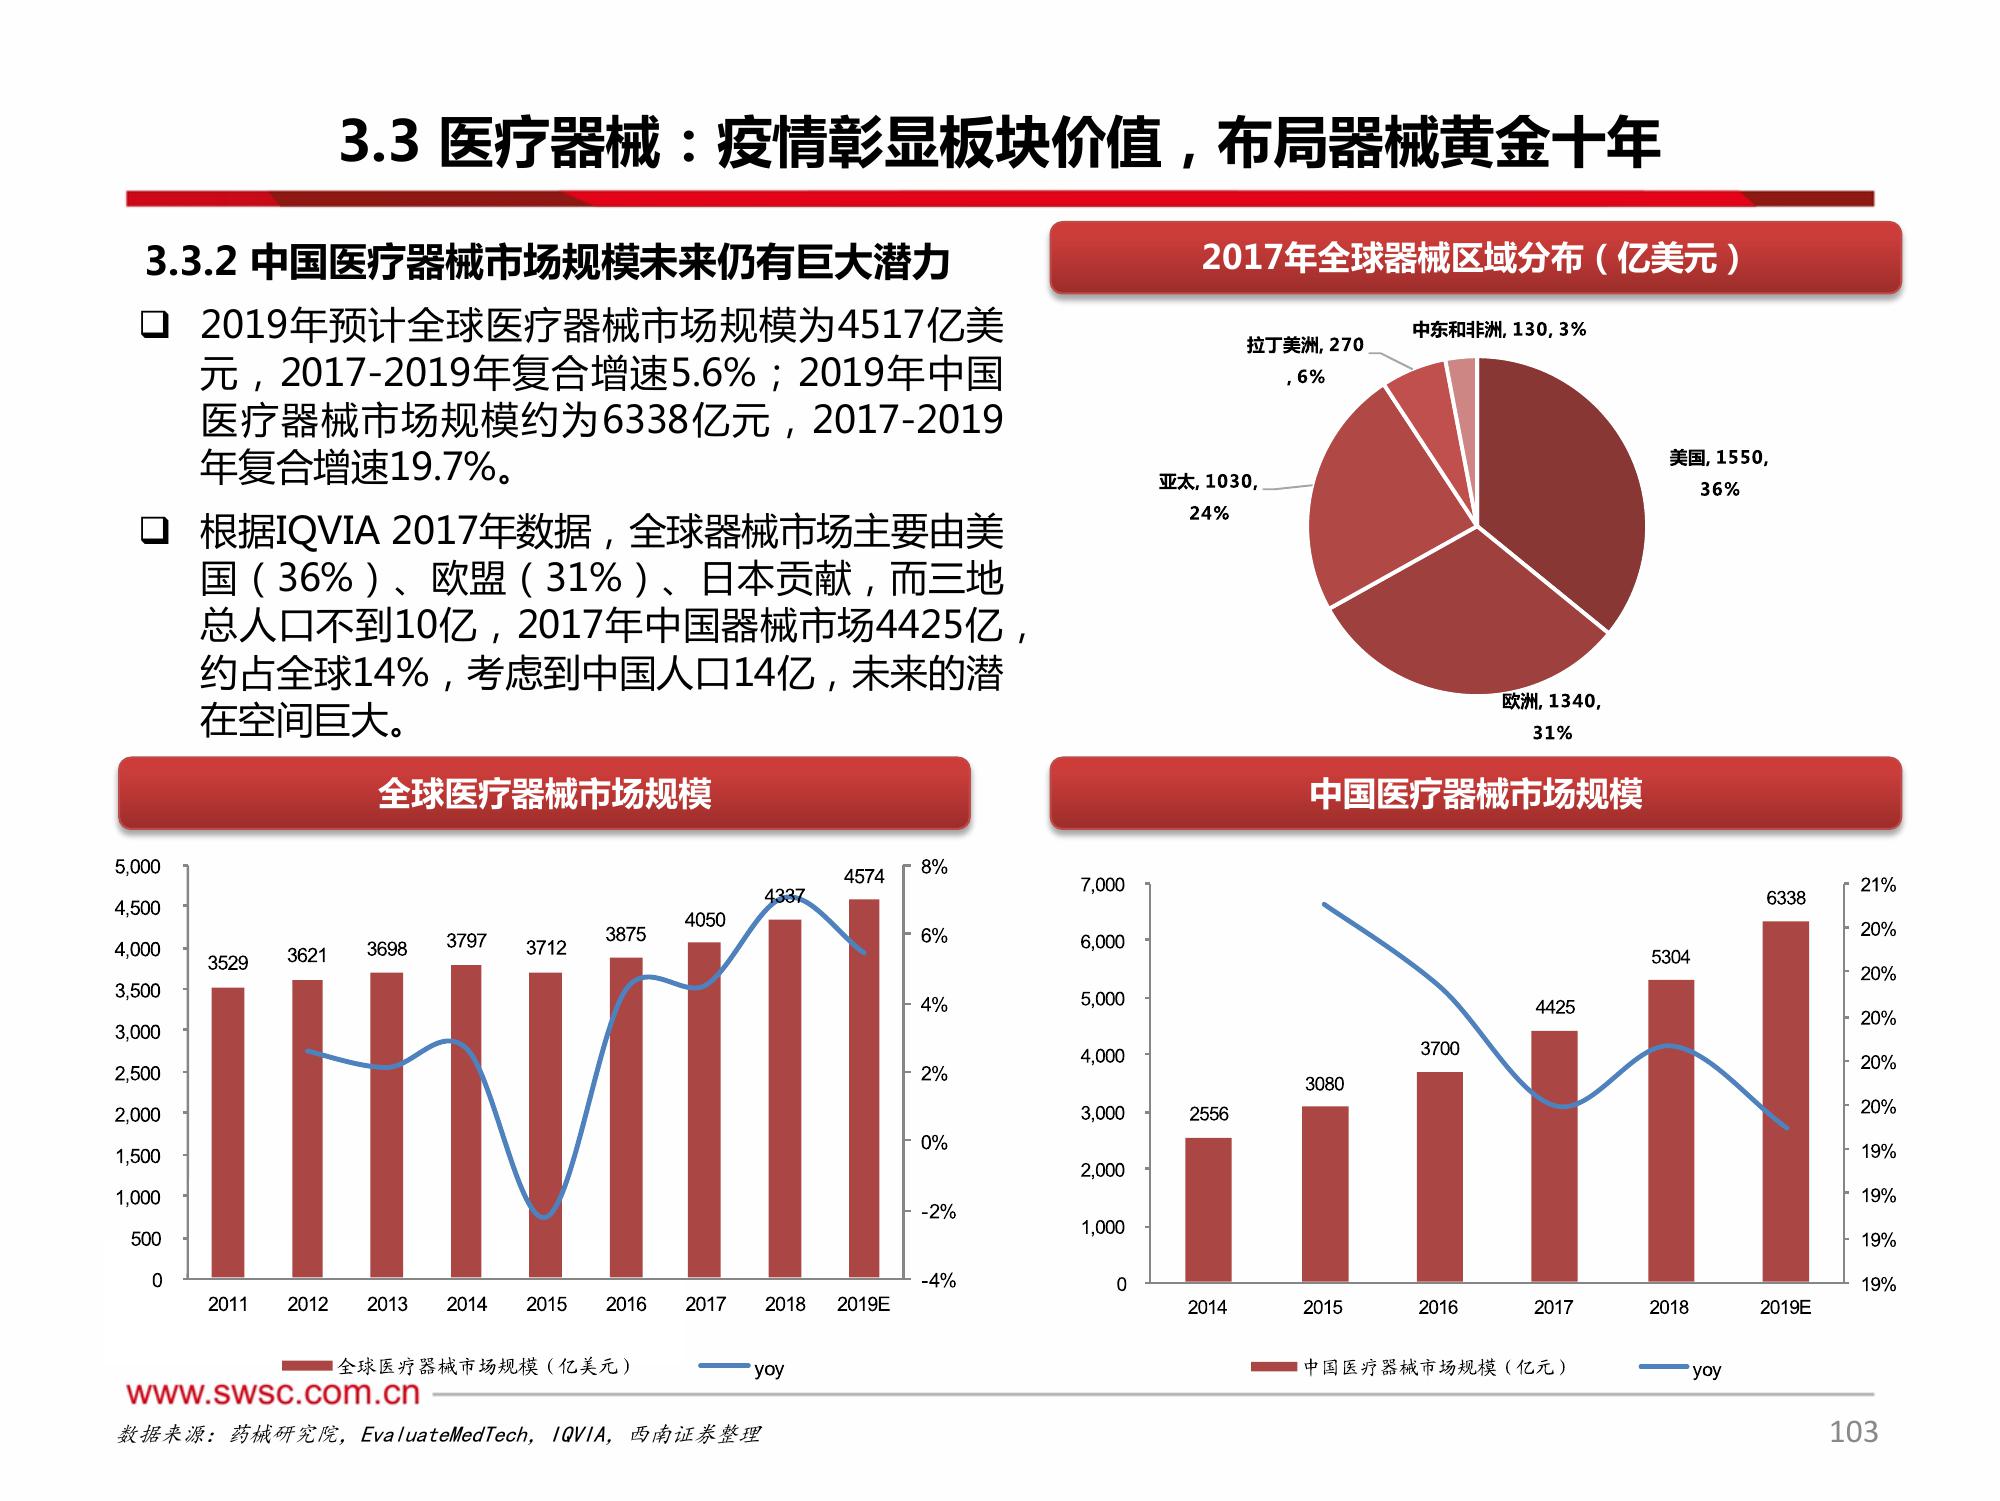 3.3 医疗器械：疫情彰显板块价值，布局器械黄金十年
3.3.2 中国医疗器械市场规模未来仍有巨大潜力
❑ 2019年预计全球医疗器械市场规模为4517亿美
元，2017-2019年复合增速5.6%；2019年中国
医疗器械市场规模约为6338亿元，2017-2019
年复合增速19.7%。
❑ 根据IQVIA 2017年数据，全球器械市场主要由美
国（36%）、欧盟（31%）、日本贡献，而三地
总人口不到10亿，2017年中国器械市场4425亿，
约占全球14%，考虑到中国人口14亿，未来的潜
在空间巨大。
2017年全球器械区域分布（亿美元）
中东和非洲, 130, 3%
拉丁美洲, 270
, 6%
美国, 1550,
36%
亚太, 1030,
24%
欧洲, 1340,
31%
全球医疗器械市场规模
5,000
4,500
4,000
3,500
3,000
2,500
2,000
1,500
1,000
500
0
3529
3621
3698
3797
3712
3875
4050
4337
4574
8%
6%
4%
2%
0%
-2%
-4%
2011 2012 2013 2014 2015 2016 2017 2018 2019E
全球医疗器械市场规模（亿美元） yoy
中国医疗器械市场规模
7,000
6,000
5,000
4,000
3,000
2,000
1,000
0
2556
3080
3700
4425
5304
6338
21%
20%
20%
20%
20%
20%
19%
19%
19%
19%
2014 2015 2016 2017 2018 2019E
中国医疗器械市场规模（亿元） yoy
www.swsc.com.cn
数据来源：药械研究院, EvaluateMedTech, IQVIA, 西南证券整理
103